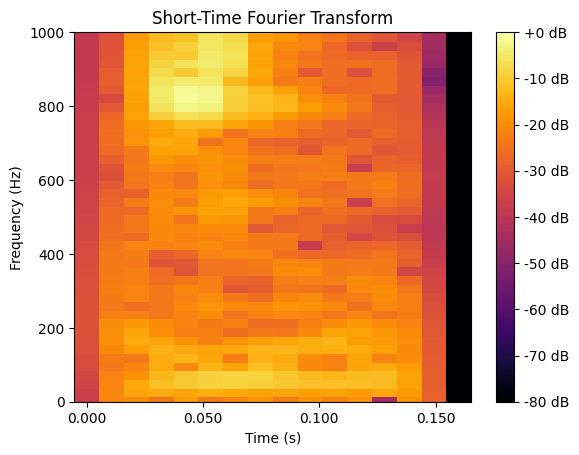 Short-Time Fourier Transform
1000
800
600
400
200
0
Frequency (Hz)
0.000
0.050
0.100
0.150
Time (s)
+0 dB
-10 dB
-20 dB
-30 dB
-40 dB
-50 dB
-60 dB
-70 dB
-80 dB